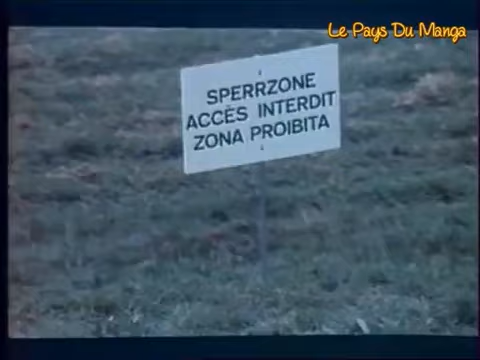 Le Pays Du Manga
SPERRZONE
ACCÈS INTERDIT
ZONA PROIBITA